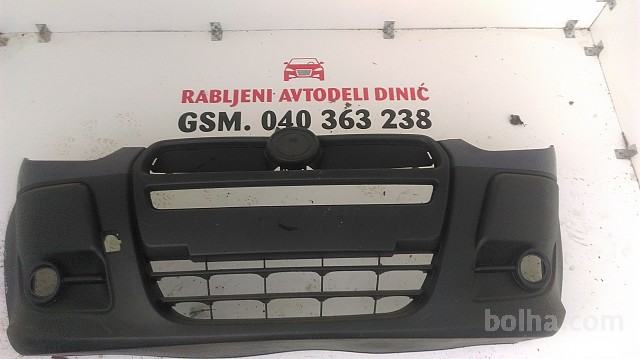 RABLJENI AVTODELI DINIĆ
GSM. 040 363 238
bolha.com